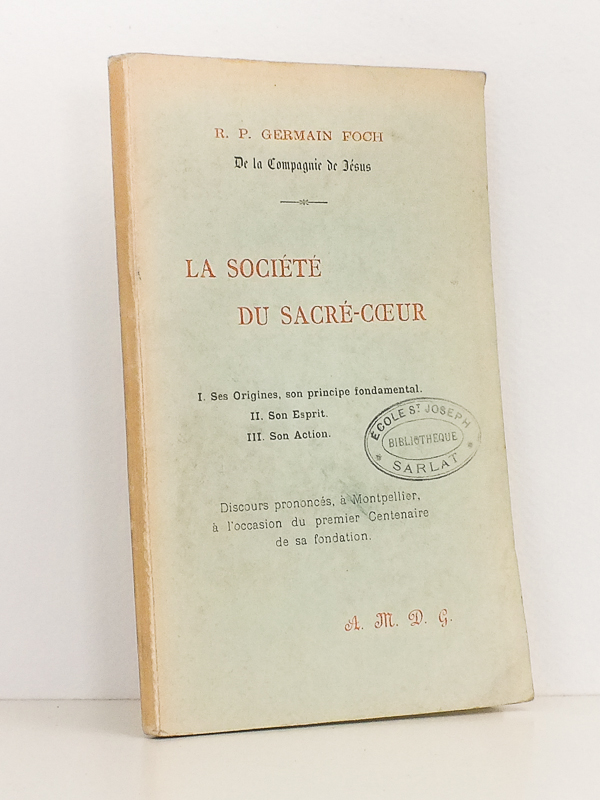 R. P. GERMAIN FOCH
De la Compagnie de Jésus
LA SOCIÉTÉ
DU SACRÉ-CŒUR
I. Ses Origines, son principe fondamental.
II. Son Esprit.
III. Son Action.
ÉCOLE ST JOSEPH
BIBLIOTHEQUE
SARLAT
Discours prononcés, à Montpellier,
à l'occasion du premier Centenaire
de sa fondation.
A. M. D. G.